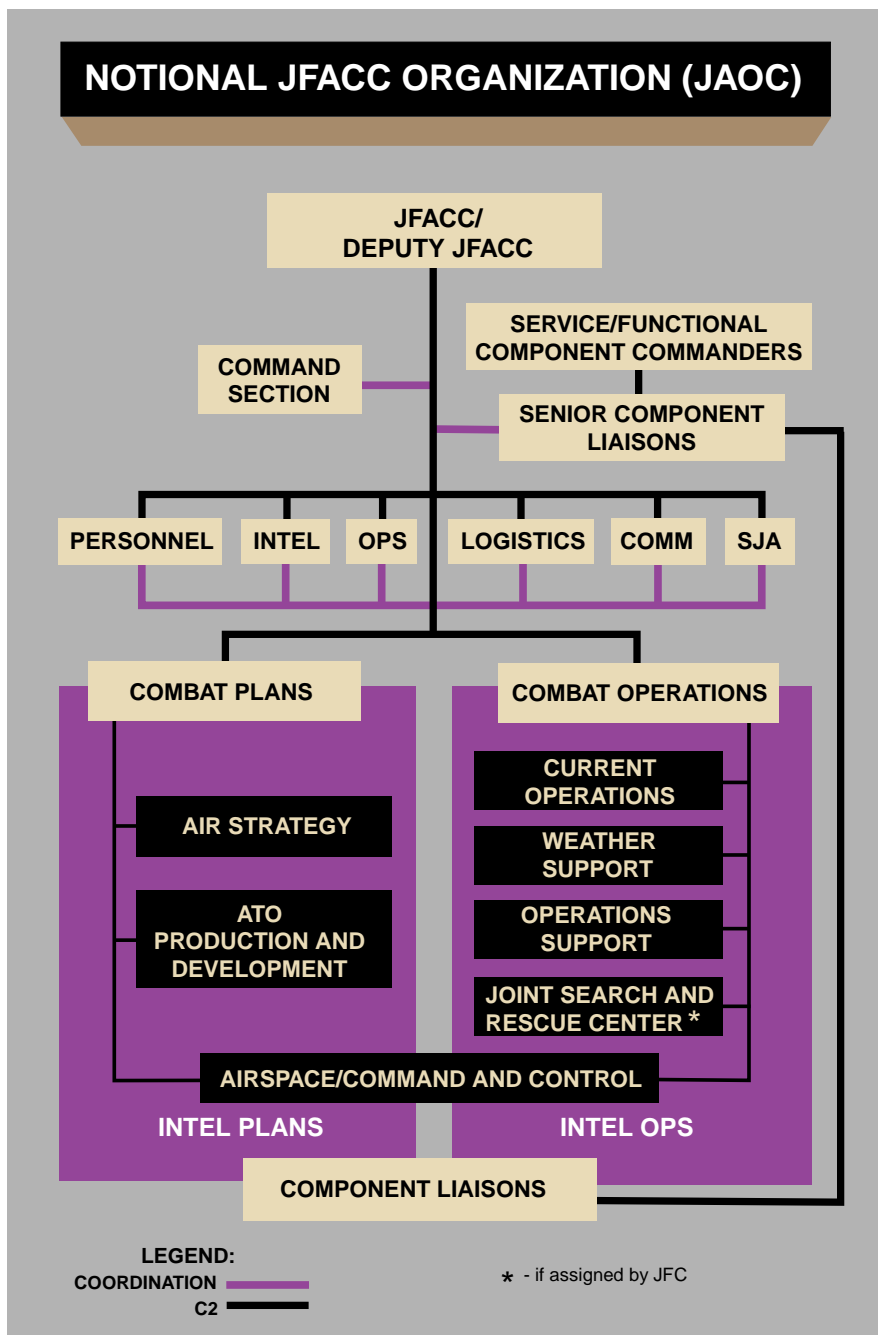 NOTIONAL JFACC ORGANIZATION (JAOC)
JFACC/
DEPUTY JFACC
SERVICE/FUNCTIONAL
COMPONENT COMMANDERS
COMMAND
SECTION
SENIOR COMPONENT
LIAISONS
PERSONNEL
INTEL
OPS
LOGISTICS
COMM
SJA
COMBAT PLANS
AIR STRATEGY
ATO
PRODUCTION AND
DEVELOPMENT
COMBAT OPERATIONS
CURRENT
OPERATIONS
WEATHER
SUPPORT
OPERATIONS
SUPPORT
JOINT SEARCH AND
RESCUE CENTER *
AIRSPACE/COMMAND AND CONTROL
INTEL PLANS
INTEL OPS
COMPONENT LIAISONS
LEGEND:
COORDINATION
C2
* - if assigned by JFC